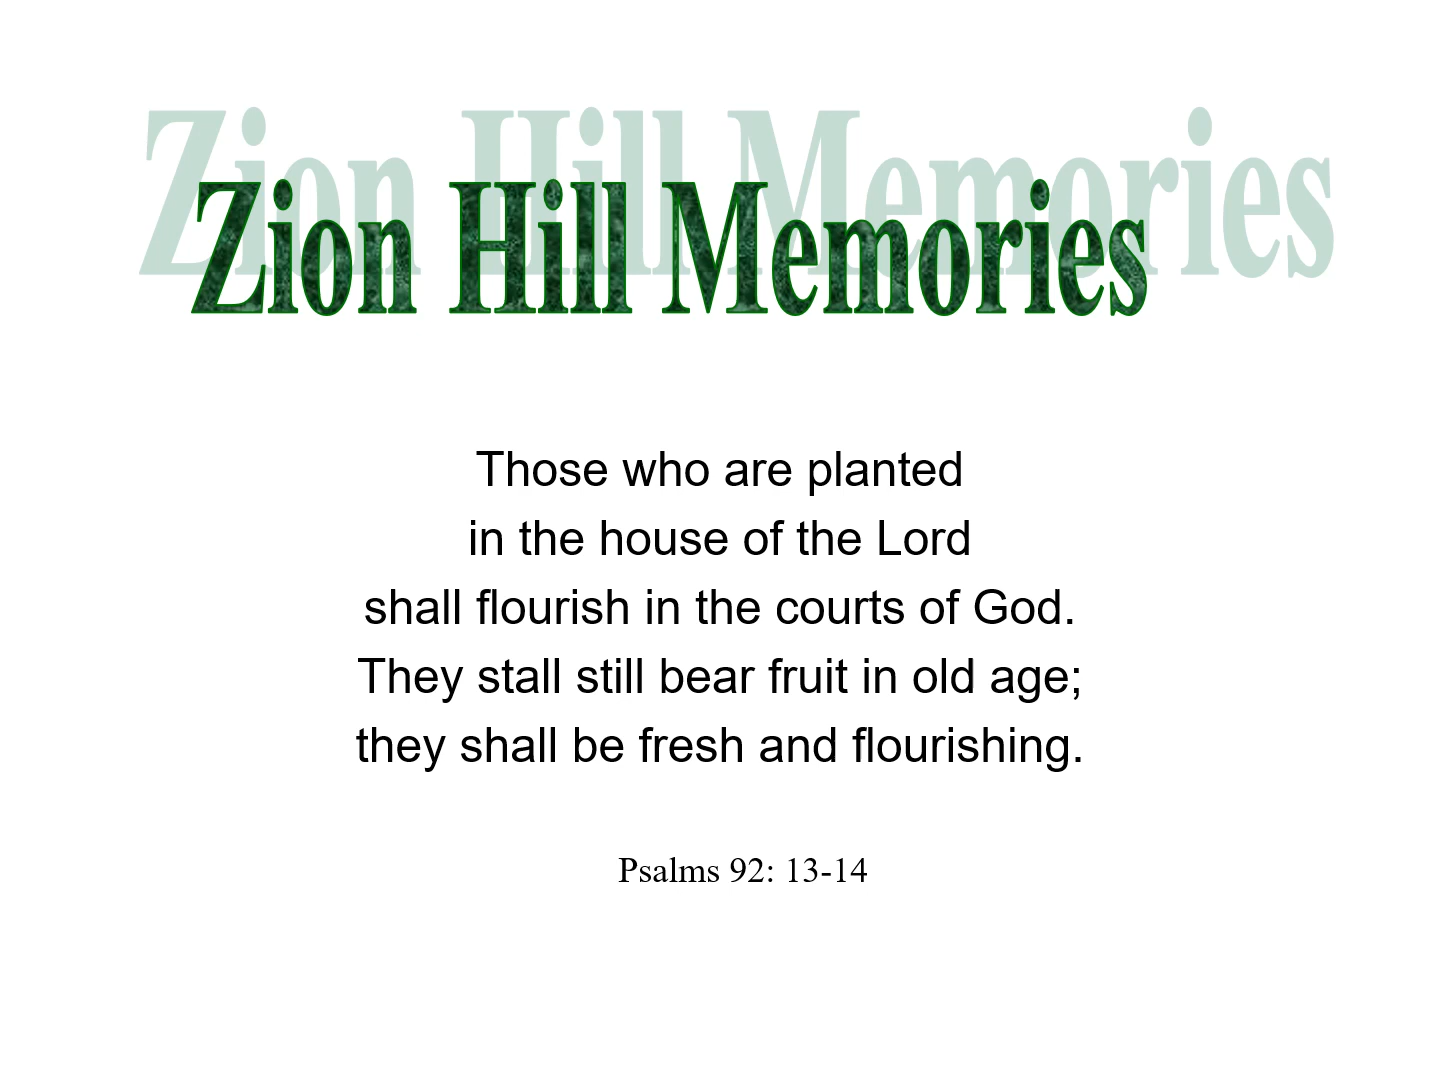 Zion Hill Memories
Those who are planted
in the house of the Lord
shall flourish in the courts of God.
They stall still bear fruit in old age;
they shall be fresh and flourishing.
Psalms 92: 13-14